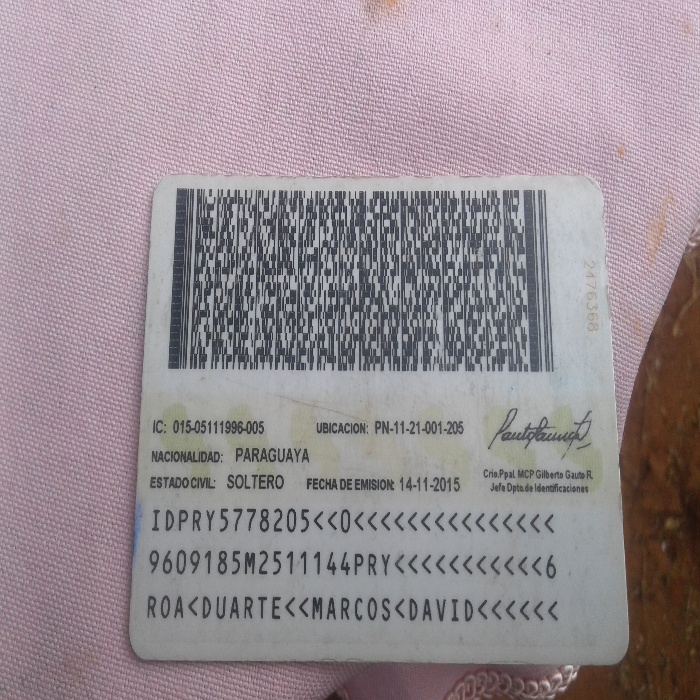 2476368
IC: 015-05111996-005 UBICACION: PN-11-21-001-205
NACIONALIDAD: PARAGUAYA
ESTADO CIVIL: SOLTERO FECHA DE EMISION: 14-11-2015
Crio.Ppal. MCP Gilberto Gauto R.
Jefe Dpto.de Identificaciones
IDPRY5778205<<0<<<<<<<<<<<<<<<
9609185M2511144PRY<<<<<<<<<<<6
ROA<DUARTE<<MARCOS<DAVID<<<<<<